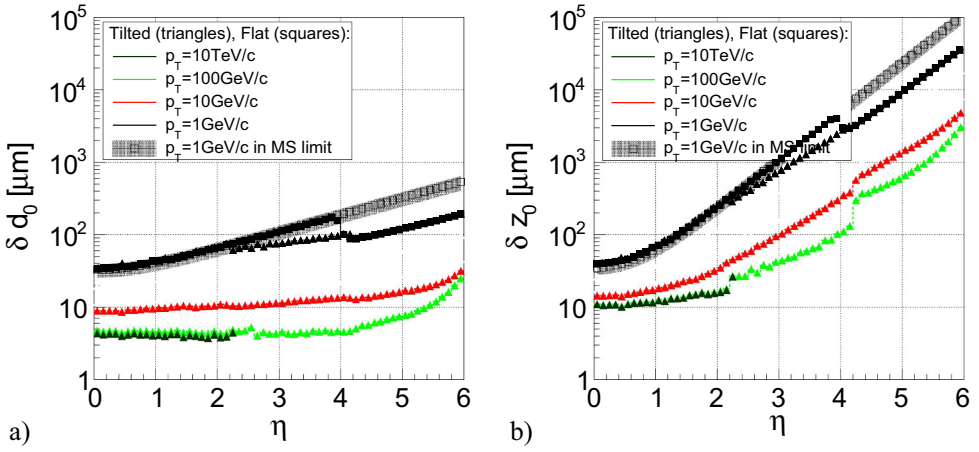 Tilted (triangles), Flat (squares):
p_T=10TeV/c
p_T=100GeV/c
p_T=10GeV/c
p_T=1GeV/c
p_T=1GeV/c in MS limit
10^5
10^4
10^3
10^2
10
1
δ d_0 [μm]
0 1 2 3 4 5 6
η
a)
Tilted (triangles), Flat (squares):
p_T=10TeV/c
p_T=100GeV/c
p_T=10GeV/c
p_T=1GeV/c
p_T=1GeV/c in MS limit
10^5
10^4
10^3
10^2
10
1
δ z_0 [μm]
0 1 2 3 4 5 6
η
b)